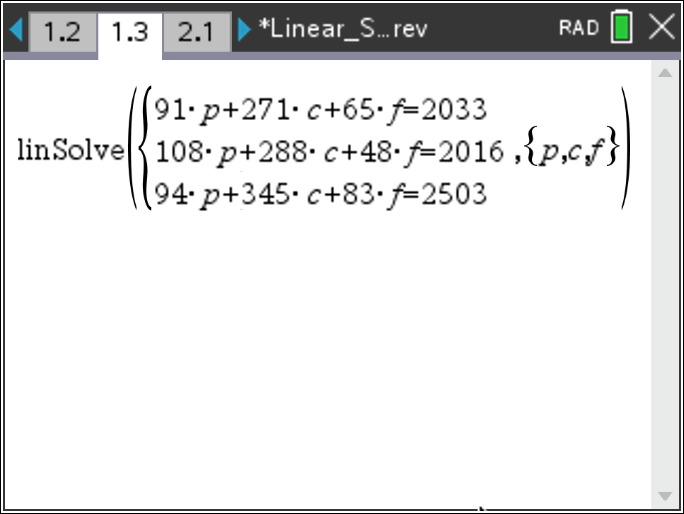 1.2 1.3 2.1 *Linear_S...rev RAD
91· p+271· c+65· f=2033
linSolve 108· p+288· c+48· f=2016 ,{p,c,f}
94· p+345· c+83· f=2503